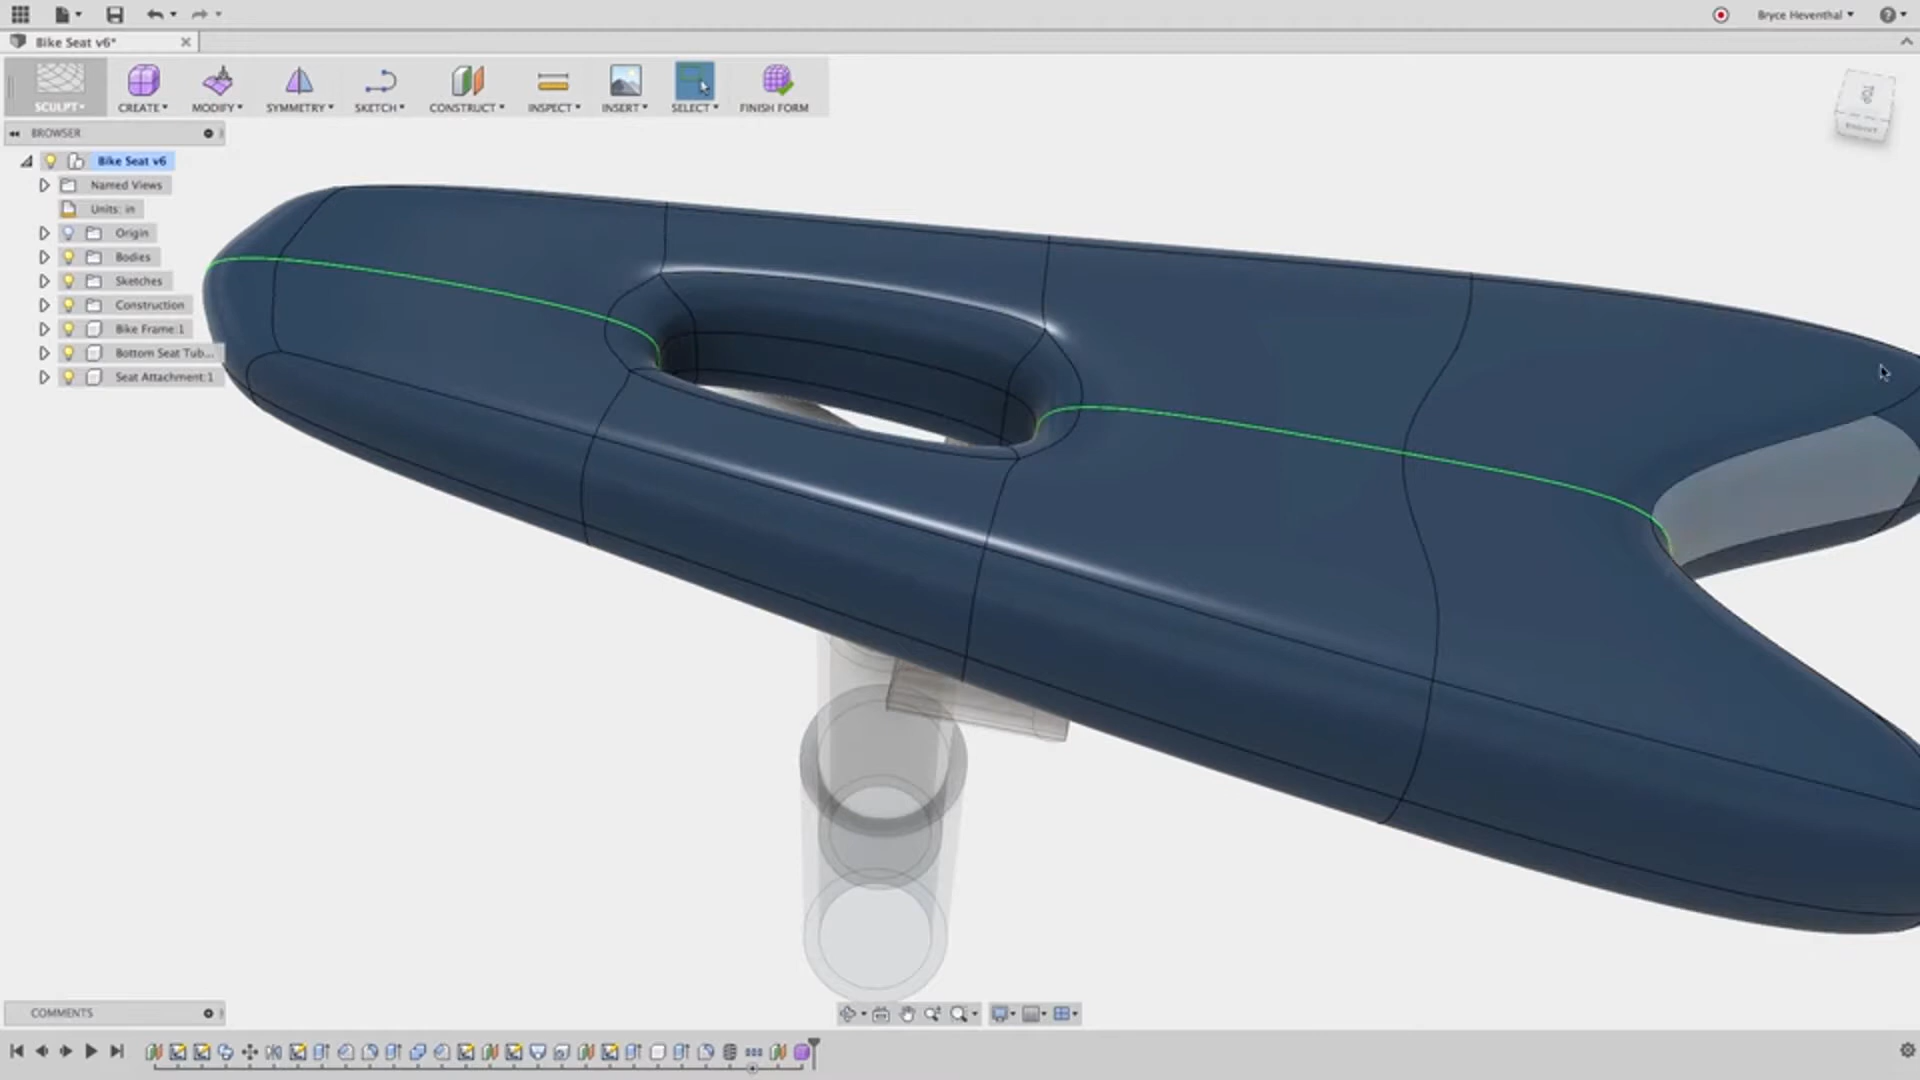 Bryce Heventhal
Bike Seat v6*
SCULPT
CREATE
MODIFY
SYMMETRY
SKETCH
CONSTRUCT
INSPECT
INSERT
SELECT
FINISH FORM
TOP
BROWSER
Bike Seat v6
Named Views
Units: in
Origin
Bodies
Sketches
Construction
Bike Frame:1
Bottom Seat Tub...
Seat Attachment:1
COMMENTS